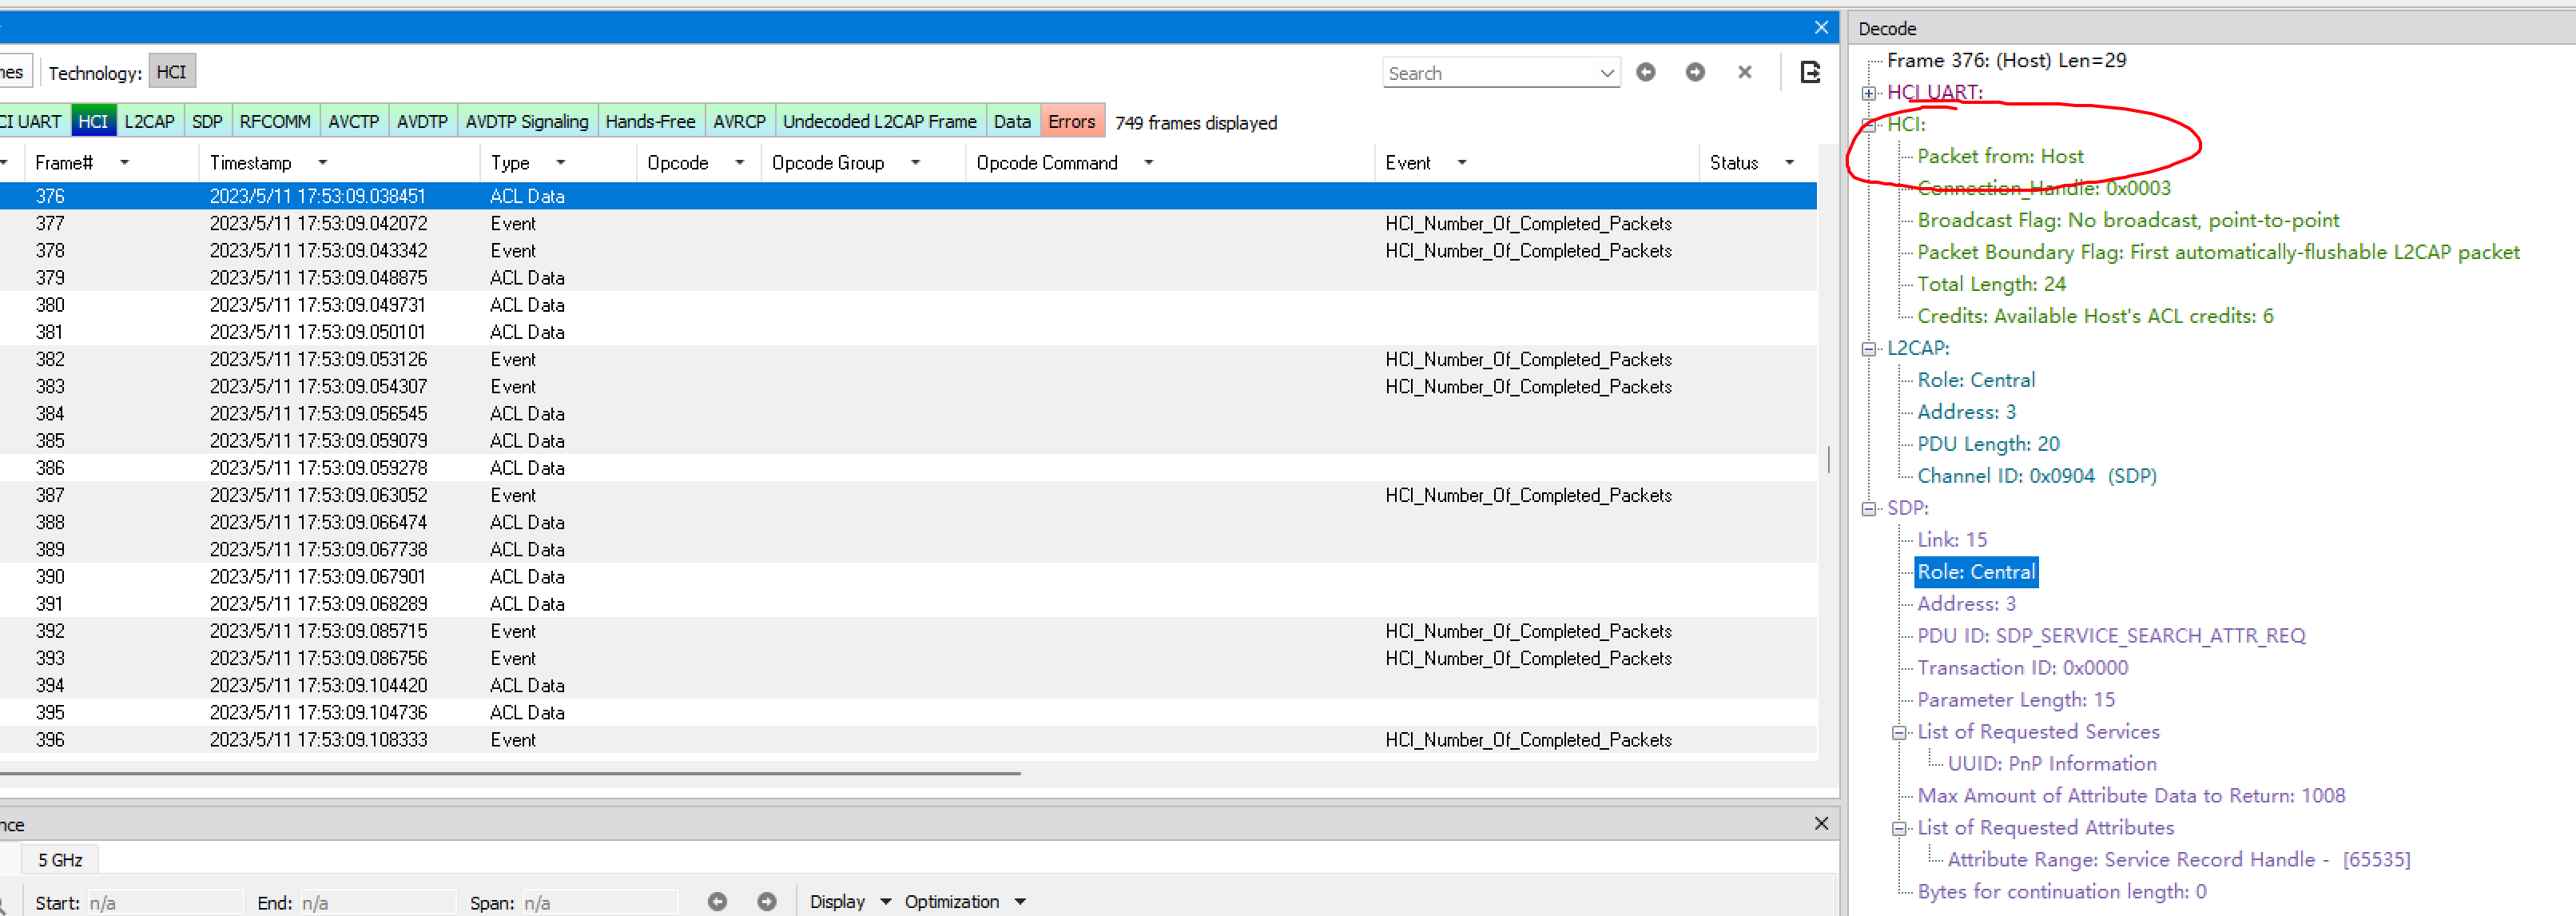 nes Technology: HCI Search
CI UART HCI L2CAP SDP RFCOMM AVCTP AVDTP AVDTP Signaling Hands-Free AVRCP Undecoded L2CAP Frame Data Errors 749 frames displayed
Frame# Timestamp Type Opcode Opcode Group Opcode Command Event Status
376 2023/5/11 17:53:09.038451 ACL Data
377 2023/5/11 17:53:09.042072 Event HCI_Number_Of_Completed_Packets
378 2023/5/11 17:53:09.043342 Event HCI_Number_Of_Completed_Packets
379 2023/5/11 17:53:09.048875 ACL Data
380 2023/5/11 17:53:09.049731 ACL Data
381 2023/5/11 17:53:09.050101 ACL Data
382 2023/5/11 17:53:09.053126 Event HCI_Number_Of_Completed_Packets
383 2023/5/11 17:53:09.054307 Event HCI_Number_Of_Completed_Packets
384 2023/5/11 17:53:09.056545 ACL Data
385 2023/5/11 17:53:09.059079 ACL Data
386 2023/5/11 17:53:09.059278 ACL Data
387 2023/5/11 17:53:09.063052 Event HCI_Number_Of_Completed_Packets
388 2023/5/11 17:53:09.066474 ACL Data
389 2023/5/11 17:53:09.067738 ACL Data
390 2023/5/11 17:53:09.067901 ACL Data
391 2023/5/11 17:53:09.068289 ACL Data
392 2023/5/11 17:53:09.085715 Event HCI_Number_Of_Completed_Packets
393 2023/5/11 17:53:09.086756 Event HCI_Number_Of_Completed_Packets
394 2023/5/11 17:53:09.104420 ACL Data
395 2023/5/11 17:53:09.104736 ACL Data
396 2023/5/11 17:53:09.108333 Event HCI_Number_Of_Completed_Packets
nce
5 GHz
Start: n/a End: n/a Span: n/a Display Optimization
Decode
Frame 376: (Host) Len=29
HCI UART:
HCI:
Packet from: Host
Connection_Handle: 0x0003
Broadcast Flag: No broadcast, point-to-point
Packet Boundary Flag: First automatically-flushable L2CAP packet
Total Length: 24
Credits: Available Host's ACL credits: 6
L2CAP:
Role: Central
Address: 3
PDU Length: 20
Channel ID: 0x0904 (SDP)
SDP:
Link: 15
Role: Central
Address: 3
PDU ID: SDP_SERVICE_SEARCH_ATTR_REQ
Transaction ID: 0x0000
Parameter Length: 15
List of Requested Services
UUID: PnP Information
Max Amount of Attribute Data to Return: 1008
List of Requested Attributes
Attribute Range: Service Record Handle - [65535]
Bytes for continuation length: 0